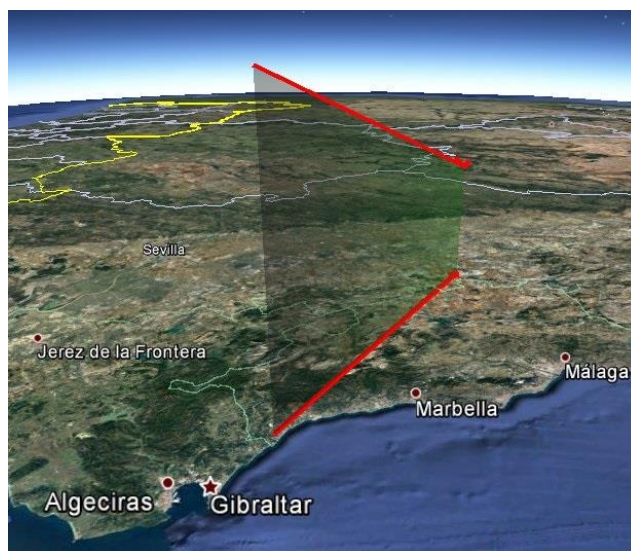 Sevilla
Jerez de la Frontera
Málaga
Marbella
Algeciras
Gibraltar